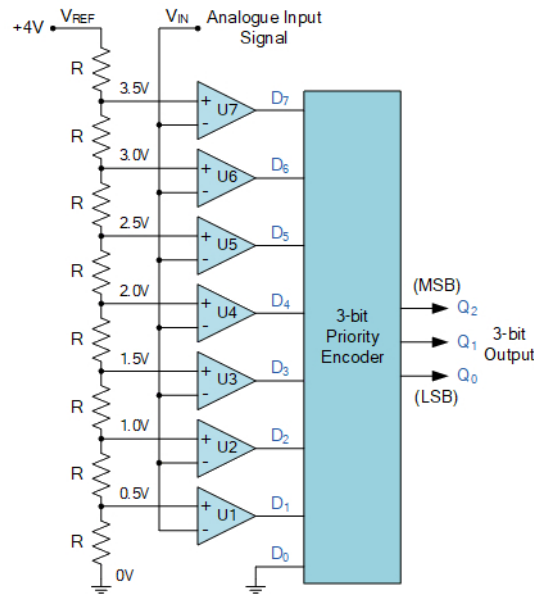 +4V
VREF
VIN
Analogue Input
Signal
R
3.5V
+
-
U7
D7
R
3.0V
+
-
U6
D6
R
2.5V
+
-
U5
D5
R
2.0V
+
-
U4
D4
R
1.5V
+
-
U3
D3
R
1.0V
+
-
U2
D2
R
0.5V
+
-
U1
D1
R
0V
D0
3-bit
Priority
Encoder
(MSB)
Q2
Q1
Q0
(LSB)
3-bit
Output